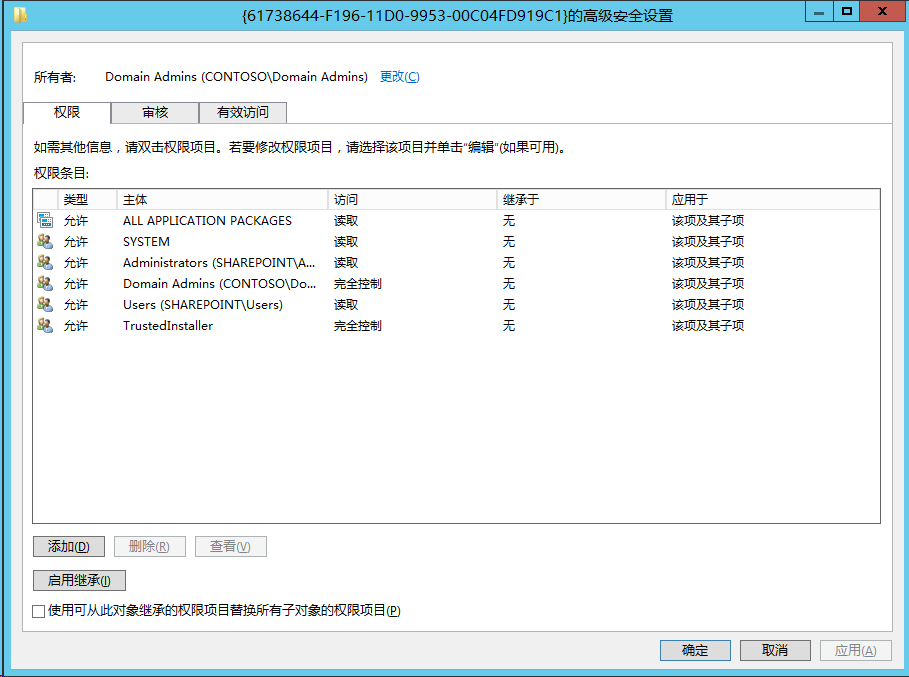 {61738644-F196-11D0-9953-00C04FD919C1}的高级安全设置
所有者: Domain Admins (CONTOSO\Domain Admins) 更改(C)
权限 审核 有效访问
如需其他信息，请双击权限项目。若要修改权限项目，请选择该项目并单击“编辑”(如果可用)。
权限条目:
类型 主体 访问 继承于 应用于
允许 ALL APPLICATION PACKAGES 读取 无 该项及其子项
允许 SYSTEM 读取 无 该项及其子项
允许 Administrators (SHAREPOINT\A... 读取 无 该项及其子项
允许 Domain Admins (CONTOSO\Do... 完全控制 无 该项及其子项
允许 Users (SHAREPOINT\Users) 读取 无 该项及其子项
允许 TrustedInstaller 完全控制 无 该项及其子项
添加(D) 删除(R) 查看(V)
启用继承(I)
使用可从此对象继承的权限项目替换所有子对象的权限项目(P)
确定 取消 应用(A)